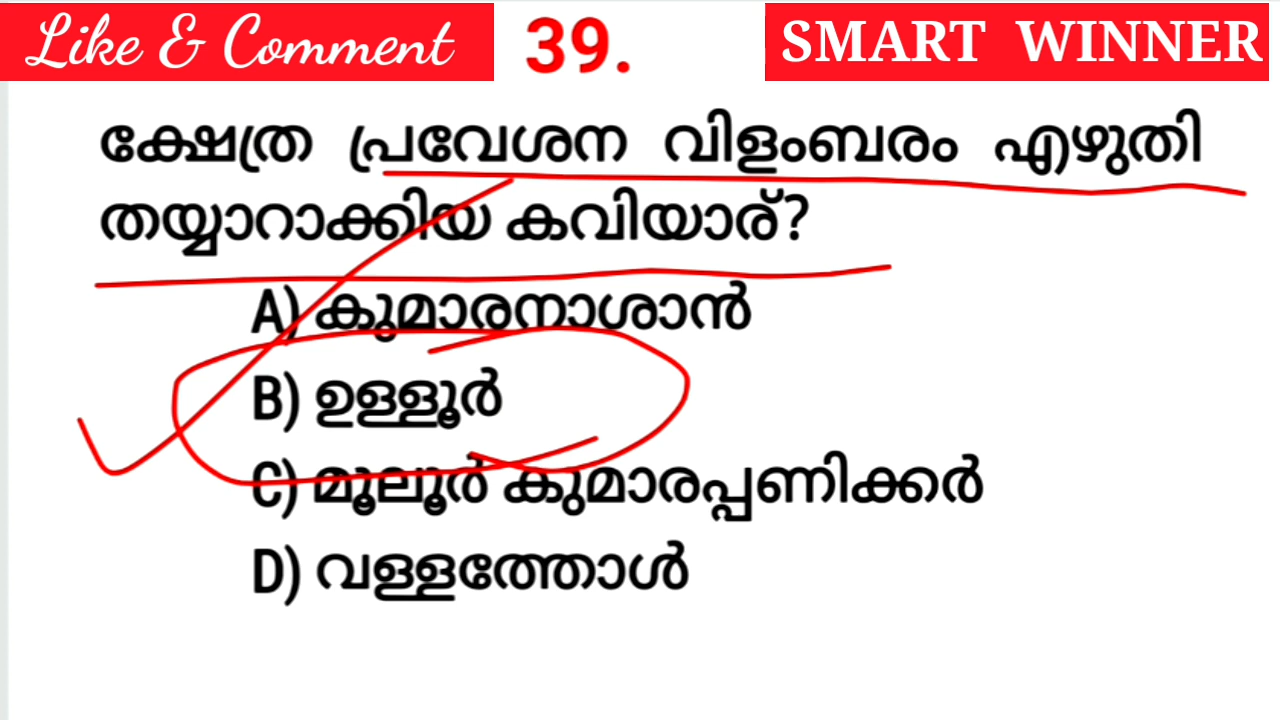 Like & Comment
39.
SMART WINNER
ക്ഷേത്ര പ്രവേശന വിളംബരം എഴുതി
തയ്യാറാക്കിയ കവിയാര്?
A) കുമാരനാശാൻ
B) ഉള്ളൂർ
C) മൂലൂർ കുമാരപ്പണിക്കർ
D) വള്ളത്തോൾ